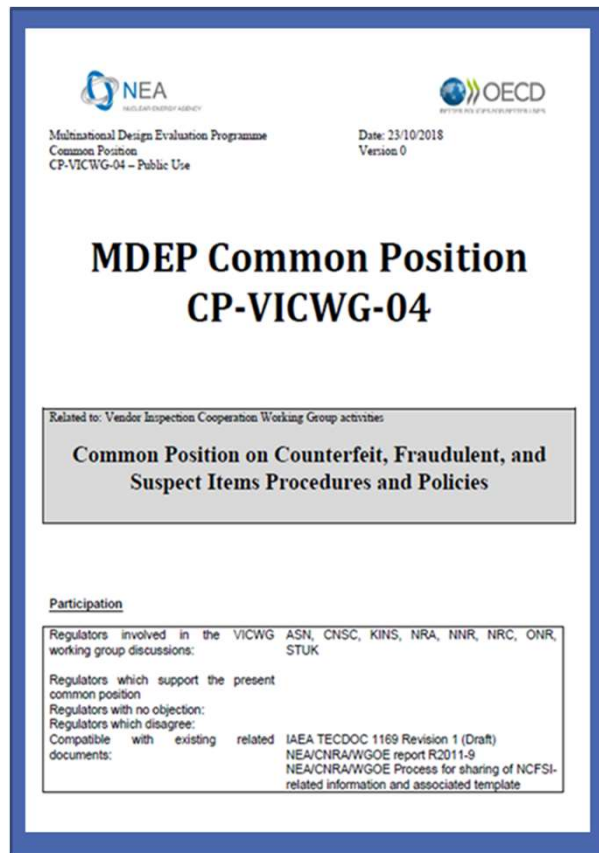 NEA
NUCLEAR ENERGY AGENCY
OECD
BETTER POLICIES FOR BETTER LIVES
Multinational Design Evaluation Programme
Common Position
CP-VICWG-04 – Public Use
Date: 23/10/2018
Version 0
MDEP Common Position
CP-VICWG-04
Related to: Vendor Inspection Cooperation Working Group activities
Common Position on Counterfeit, Fraudulent, and
Suspect Items Procedures and Policies
Participation
Regulators involved in the VICWG
working group discussions:
ASN, CNSC, KINS, NRA, NNR, NRC, ONR,
STUK
Regulators which support the present
common position
Regulators with no objection:
Regulators which disagree:
Compatible with existing related
documents:
IAEA TECDOC 1169 Revision 1 (Draft)
NEA/CNRA/WGOE report R2011-9
NEA/CNRA/WGOE Process for sharing of NCFSI-
related information and associated template